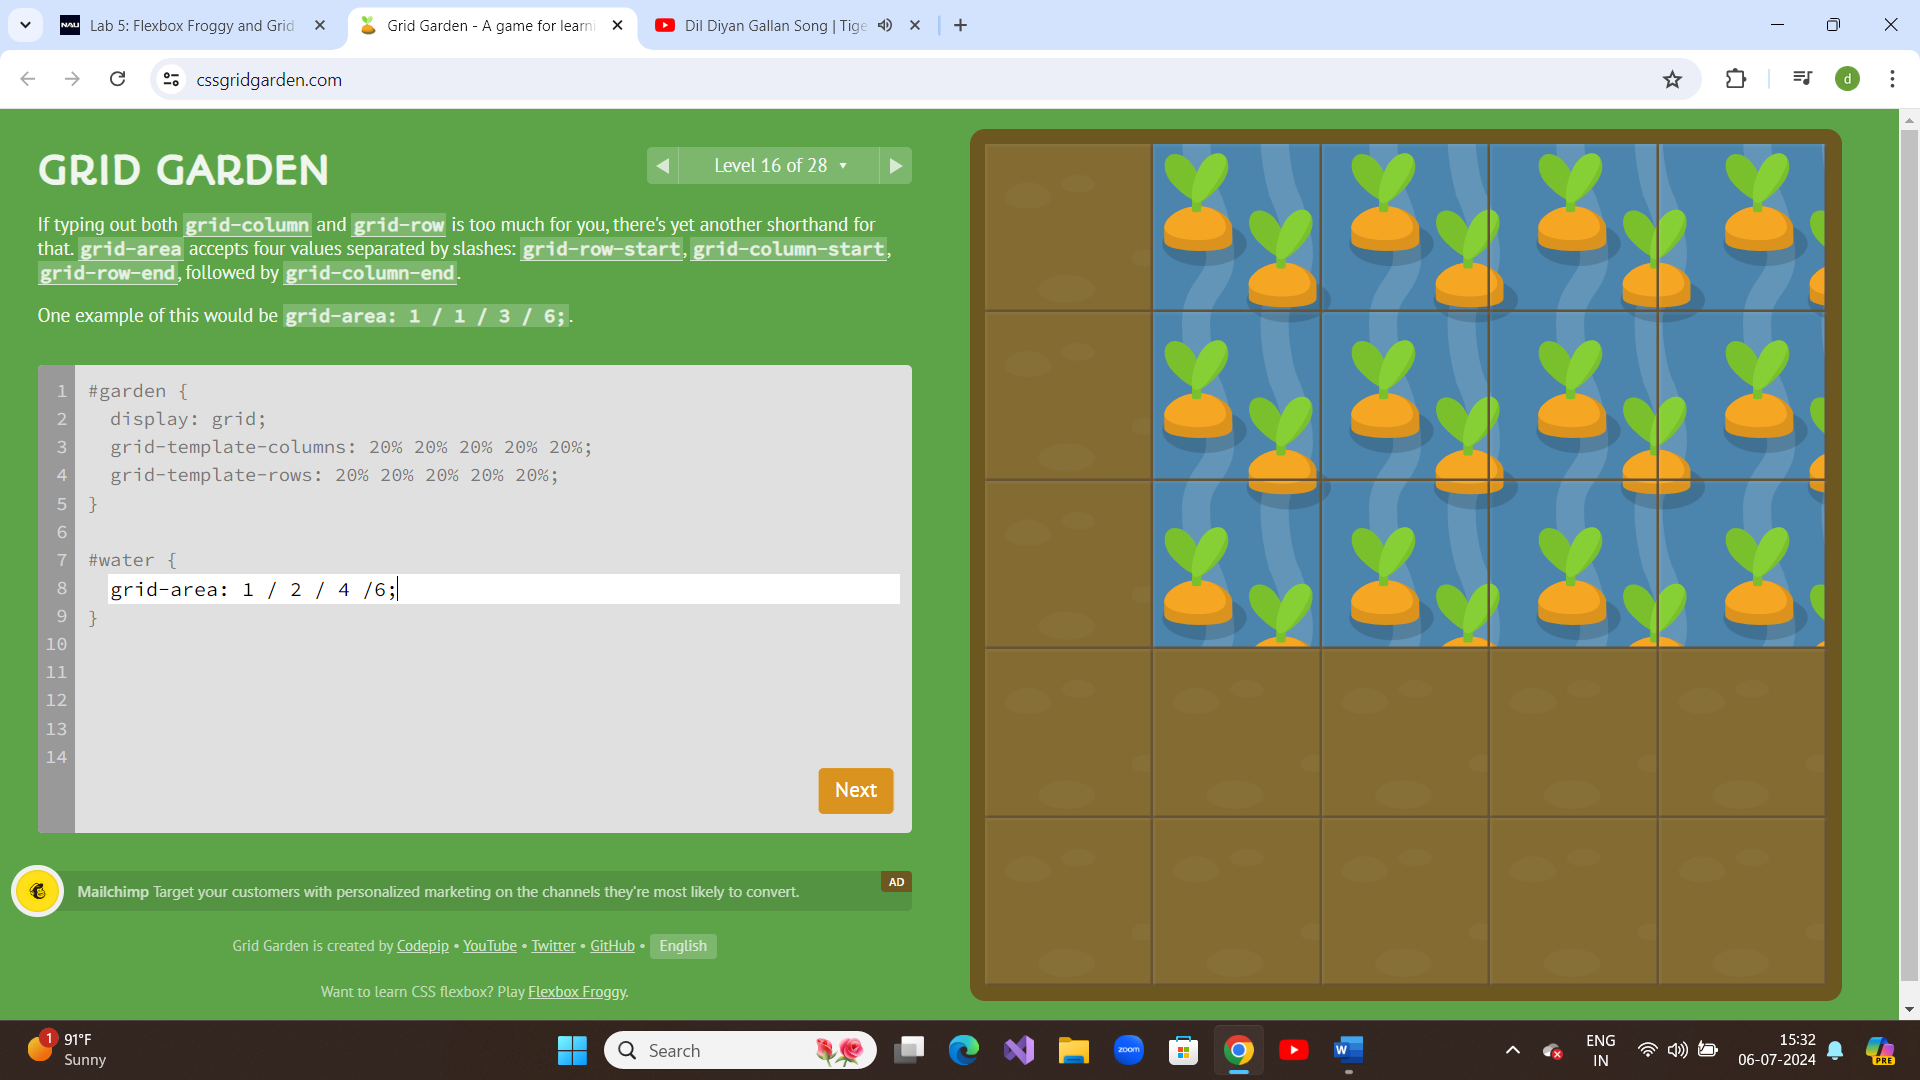 NAU Lab 5: Flexbox Froggy and Grid
Grid Garden - A game for learni
Dil Diyan Gallan Song | Tige
cssgridgarden.com
d
GRID GARDEN
Level 16 of 28
If typing out both grid-column and grid-row is too much for you, there's yet another shorthand for
that. grid-area accepts four values separated by slashes: grid-row-start, grid-column-start,
grid-row-end, followed by grid-column-end.
One example of this would be grid-area: 1 / 1 / 3 / 6;.
1 #garden {
2 display: grid;
3 grid-template-columns: 20% 20% 20% 20% 20%;
4 grid-template-rows: 20% 20% 20% 20% 20%;
5 }
6
7 #water {
8 grid-area: 1 / 2 / 4 /6;
9 }
10
11
12
13
14
Next
Mailchimp Target your customers with personalized marketing on the channels they're most likely to convert.
AD
Grid Garden is created by Codepip • YouTube • Twitter • GitHub • English
Want to learn CSS flexbox? Play Flexbox Froggy.
1
91°F
Sunny
Search
zoom
W
ENG
IN
15:32
06-07-2024
PRE